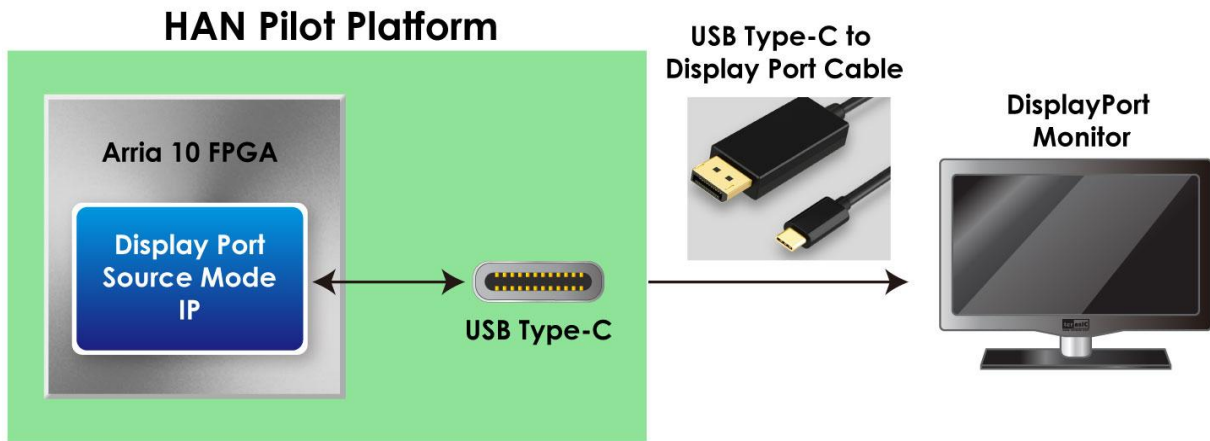 HAN Pilot Platform
Arria 10 FPGA
Display Port
Source Mode
IP
USB Type-C
USB Type-C to
Display Port Cable
DisplayPort
Monitor